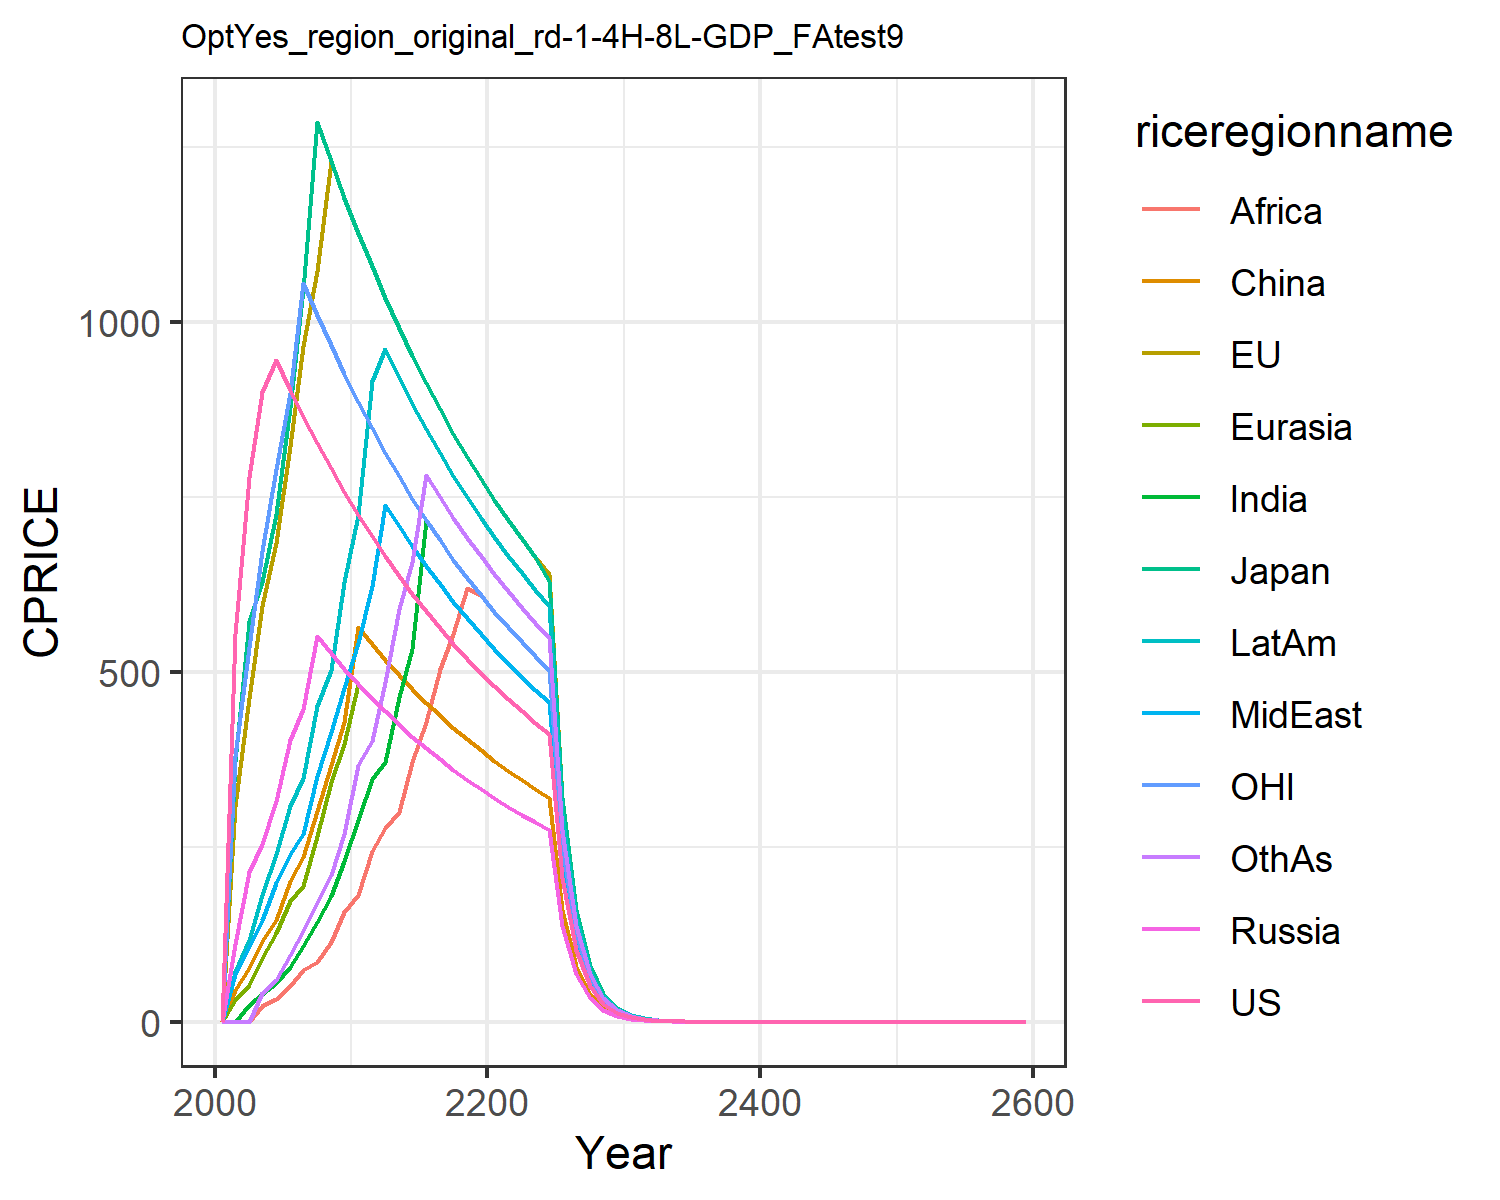 OptYes_region_original_rd-1-4H-8L-GDP_FAtest9
CPRICE
1000
500
0
2000
2200
2400
2600
Year
riceregionname
Africa
China
EU
Eurasia
India
Japan
LatAm
MidEast
OHI
OthAs
Russia
US